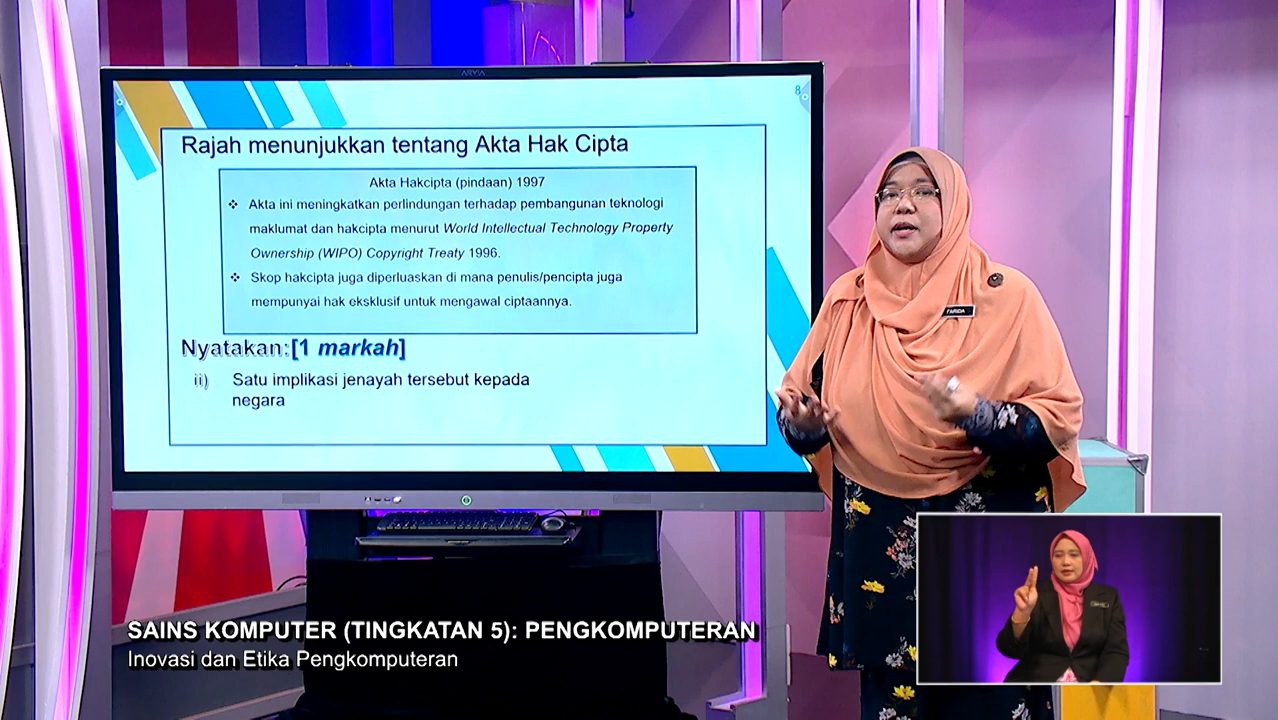 ARVIA
8
Rajah menunjukkan tentang Akta Hak Cipta
Akta Hakcipta (pindaan) 1997
❖ Akta ini meningkatkan perlindungan terhadap pembangunan teknologi
maklumat dan hakcipta menurut World Intellectual Technology Property
Ownership (WIPO) Copyright Treaty 1996.
❖ Skop hakcipta juga diperluaskan di mana penulis/pencipta juga
mempunyai hak eksklusif untuk mengawal ciptaannya.
Nyatakan:[1 markah]
ii) Satu implikasi jenayah tersebut kepada
negara
FARIDA
SAINS KOMPUTER (TINGKATAN 5): PENGKOMPUTERAN
Inovasi dan Etika Pengkomputeran